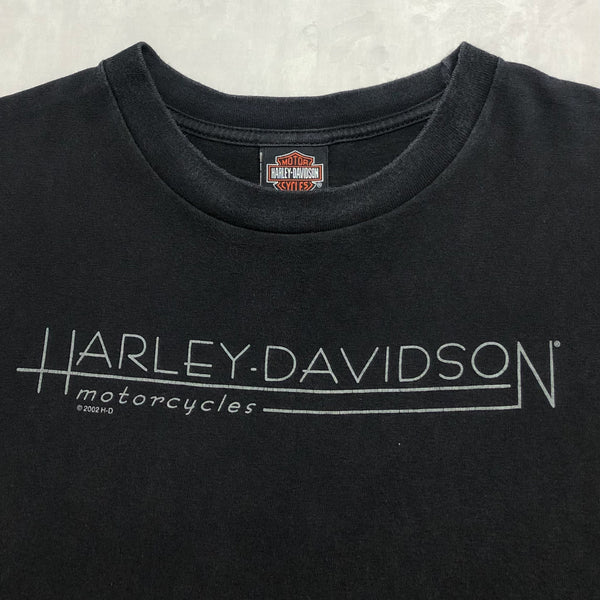 MOTOR
HARLEY-DAVIDSON
CYCLES®
HARLEY-DAVIDSON®
motorcycles
© 2002 H-D